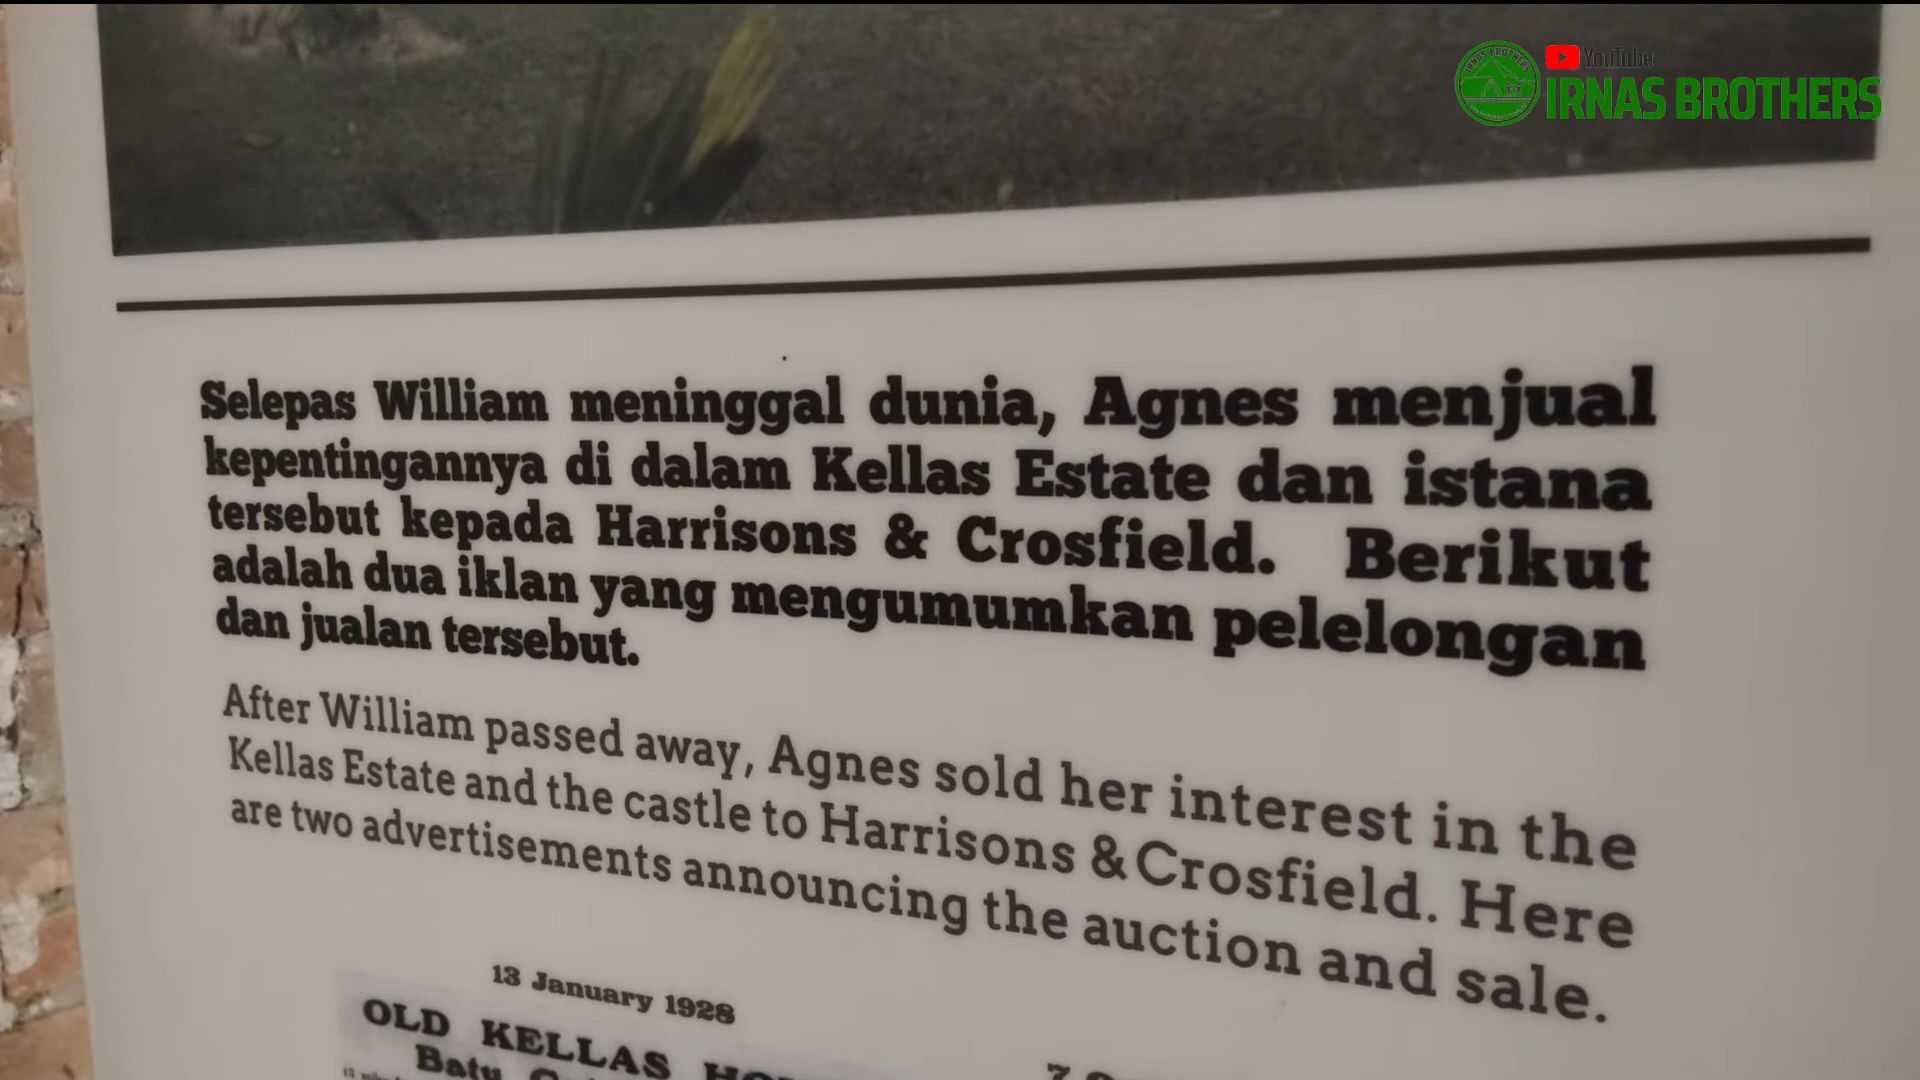 YouTube
IRNAS BROTHERS
Selepas William meninggal dunia, Agnes menjual
kepentingannya di dalam Kellas Estate dan istana
tersebut kepada Harrisons & Crosfield. Berikut
adalah dua iklan yang mengumumkan pelelongan
dan jualan tersebut.
After William passed away, Agnes sold her interest in the
Kellas Estate and the castle to Harrisons & Crosfield. Here
are two advertisements announcing the auction and sale.
13 January 1928
OLD KELLAS
Batu